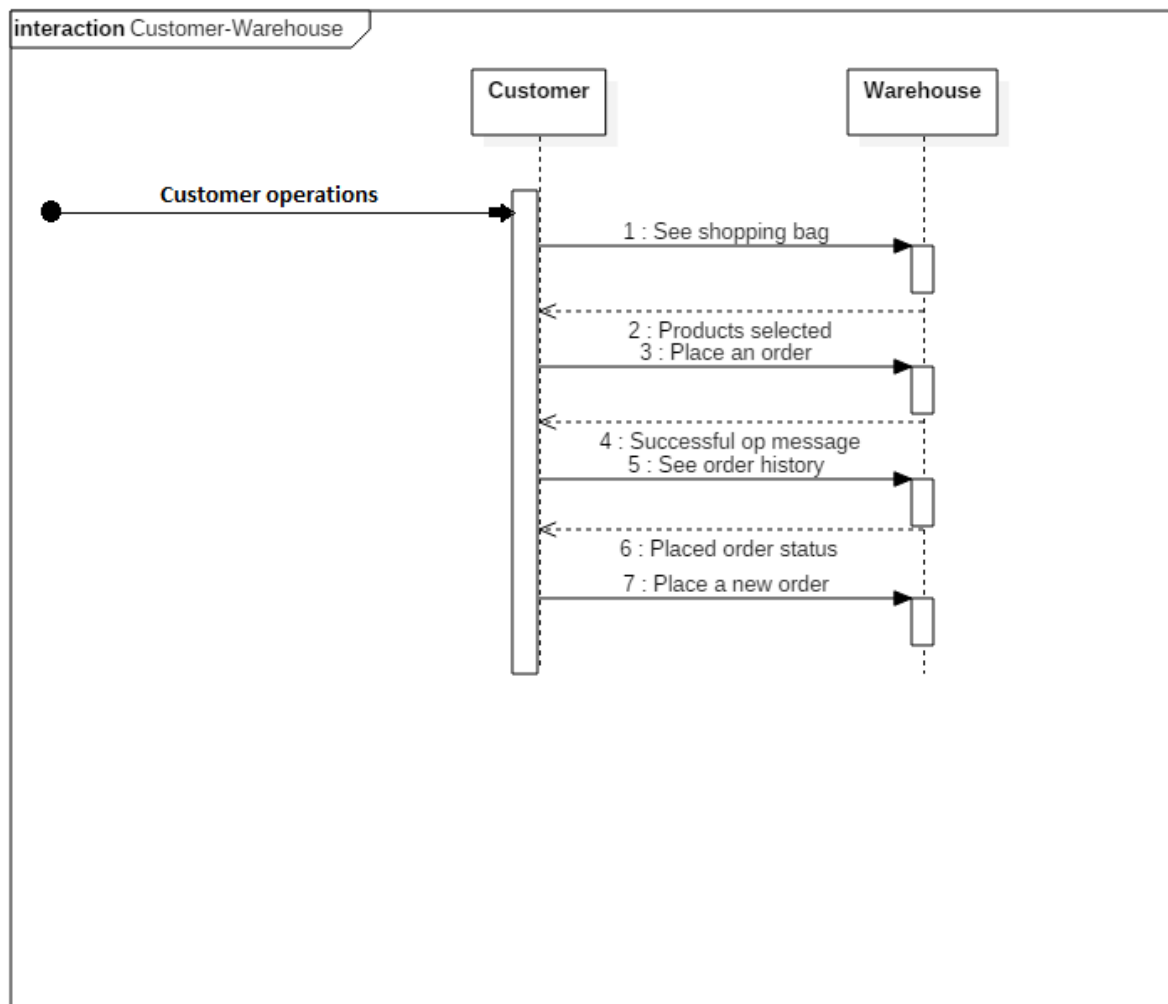 interaction Customer-Warehouse
Customer
Warehouse
Customer operations
1 : See shopping bag
2 : Products selected
3 : Place an order
4 : Successful op message
5 : See order history
6 : Placed order status
7 : Place a new order